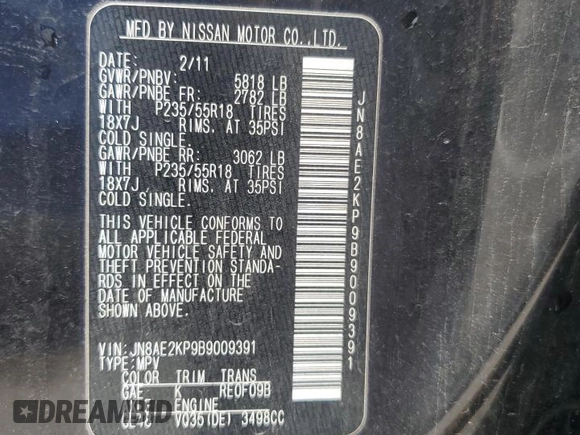 MFD BY NISSAN MOTOR CO.,LTD.
DATE: 2/11
GVWR/PNBV: 5818 LB
GAWR/PNBE FR: 2782 LB
WITH P235/55R18 TIRES
18X7J RIMS. AT 35PSI
COLD SINGLE.
GAWR/PNBE RR: 3062 LB
WITH P235/55R18 TIRES
18X7J RIMS. AT 35PSI
COLD SINGLE.
THIS VEHICLE CONFORMS TO
ALL APPLICABLE FEDERAL
MOTOR VEHICLE SAFETY AND
THEFT PREVENTION STANDA-
RDS IN EFFECT ON THE
DATE OF MANUFACTURE
SHOWN ABOVE.
VIN:JN8AE2KP9B9009391
TYPE:MPV
COLOR TRIM TRANS
GAE K RE0F09B
ENGINE
VQ35(DE) 3498CC
JN8AE2KP9B9009391
DREAMBID.COM